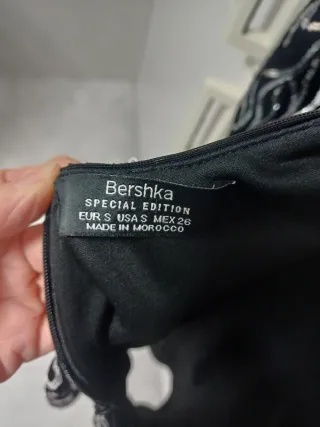 Bershka
SPECIAL EDITION
EUR S USA S MEX 26
MADE IN MOROCCO